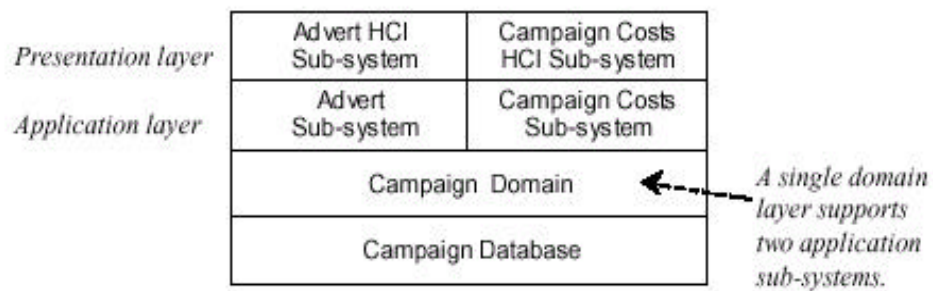 Presentation layer
Advert HCI
Sub-system
Campaign Costs
HCI Sub-system
Application layer
Advert
Sub-system
Campaign Costs
Sub-system
Campaign Domain
Campaign Database
A single domain
layer supports
two application
sub-systems.